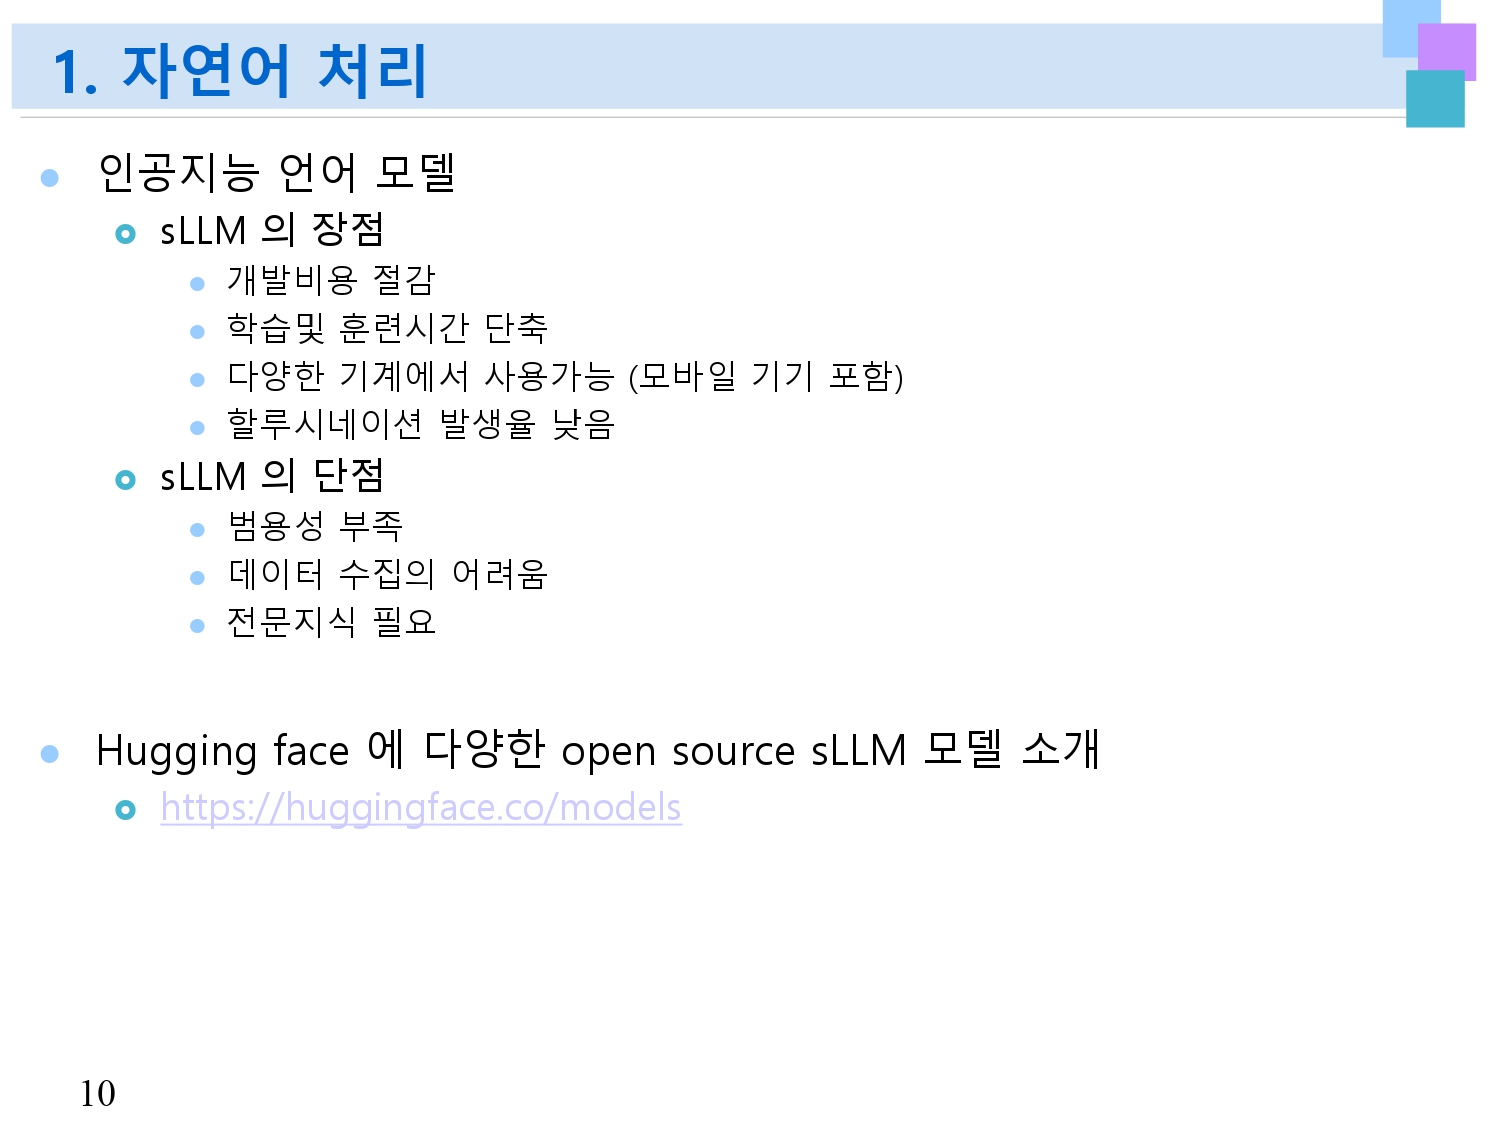 1. 자연어 처리
인공지능 언어 모델
sLLM 의 장점
개발비용 절감
학습및 훈련시간 단축
다양한 기계에서 사용가능 (모바일 기기 포함)
할루시네이션 발생율 낮음
sLLM 의 단점
범용성 부족
데이터 수집의 어려움
전문지식 필요
Hugging face 에 다양한 open source sLLM 모델 소개
https://huggingface.co/models
10